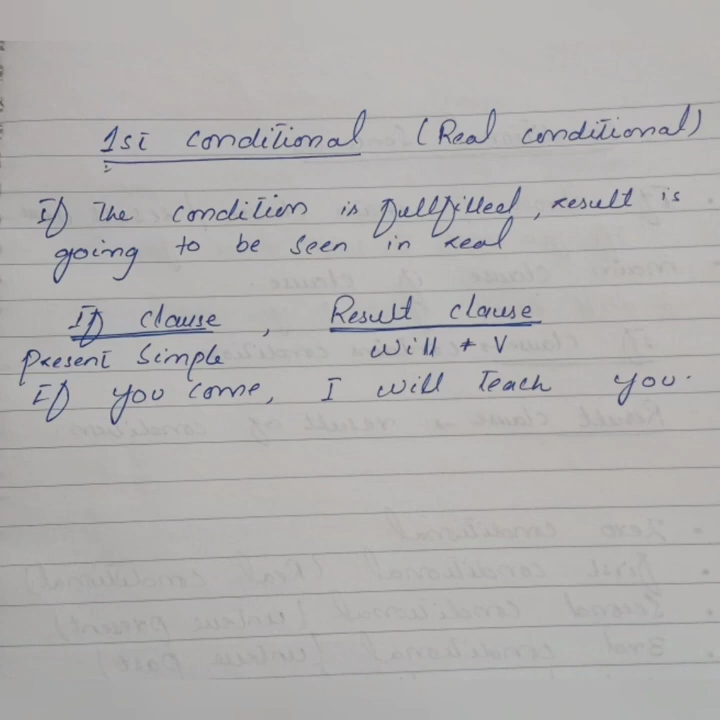 1st conditional (Real conditional)
If the condition is fullfilled, result is
going to be seen in real
If clause, Result clause
Present Simple will + V
If you come, I will teach you.